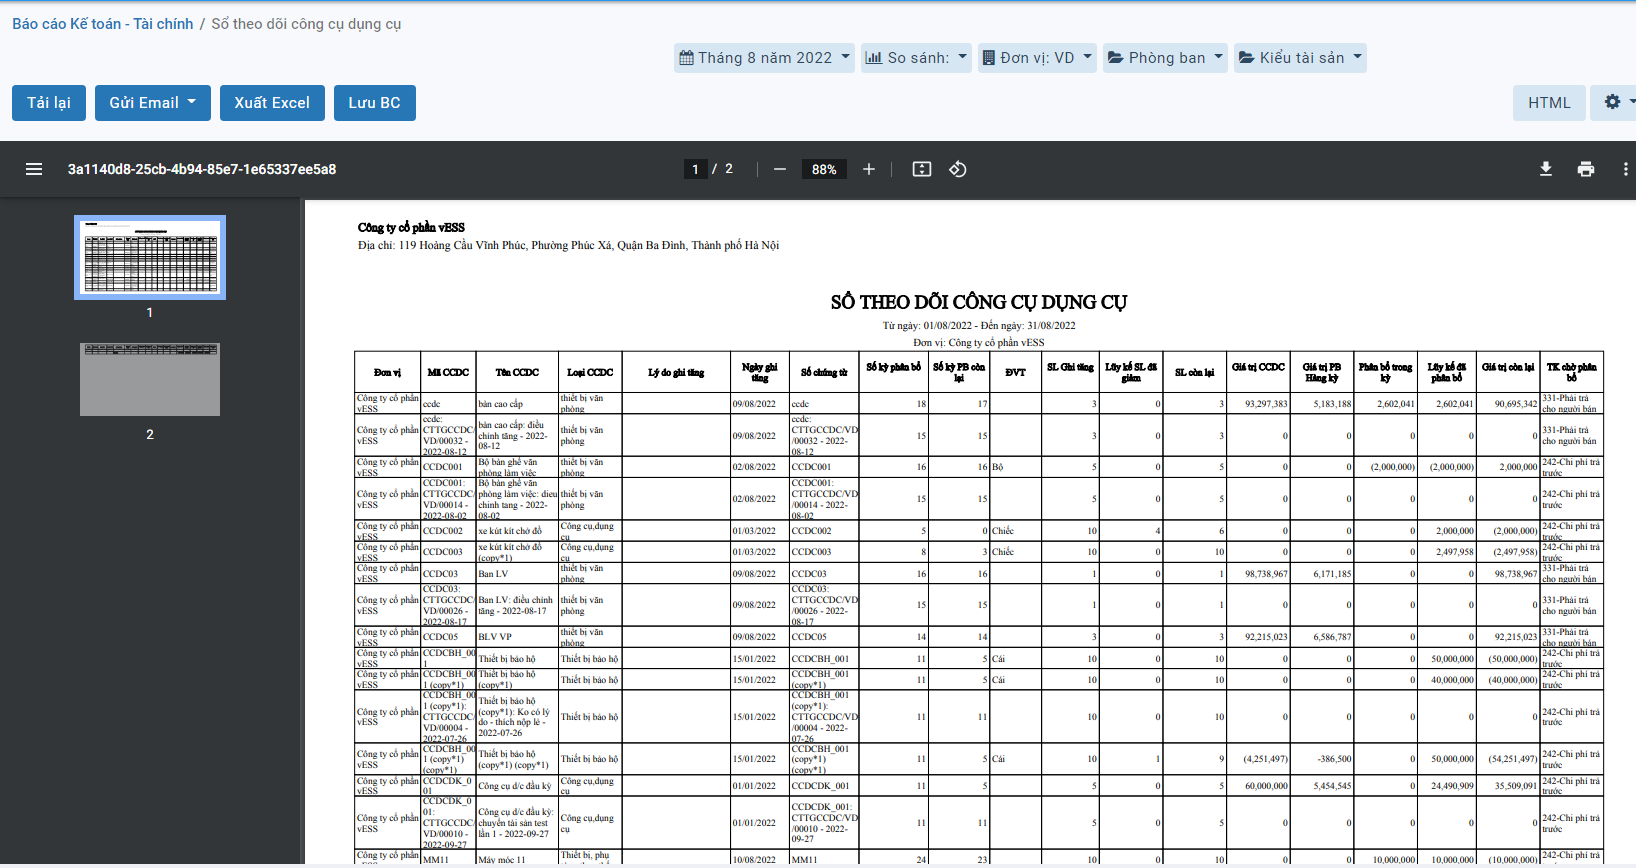 Báo cáo Kế toán - Tài chính / Sổ theo dõi công cụ dụng cụ
Tháng 8 năm 2022 So sánh: Đơn vị: VD Phòng ban Kiểu tài sản
Tải lại Gửi Email Xuất Excel Lưu BC HTML
3a1140d8-25cb-4b94-85e7-1e65337ee5a8 1 / 2 88%
1
2
Công ty cổ phần vESS
Địa chỉ: 119 Hoàng Cầu Vĩnh Phúc, Phường Phúc Xá, Quận Ba Đình, Thành phố Hà Nội
SỔ THEO DÕI CÔNG CỤ DỤNG CỤ
Từ ngày: 01/08/2022 - Đến ngày: 31/08/2022
Đơn vị: Công ty cổ phần vESS
Đơn vị Mã CCDC Tên CCDC Loại CCDC Lý do ghi tăng Ngày ghi tăng Số chứng từ Số kỳ phân bổ Số kỳ PB còn lại ĐVT SL Ghi tăng Lũy kế SL đã giảm SL còn lại Giá trị CCDC Giá trị PB Hàng kỳ Phân bổ trong kỳ Lũy kế đã phân bổ Giá trị còn lại TK chờ phân bổ
Công ty cổ phần vESS ccdc bàn cao cấp thiết bị văn phòng 09/08/2022 ccdc 18 17 3 0 3 93,297,383 5,183,188 2,602,041 2,602,041 90,695,342 331-Phải trả cho người bán
Công ty cổ phần vESS ccdc: CTTGCCDC/VD/00032 - 2022-08-12 bàn cao cấp: điều chỉnh tăng - 2022-08-12 thiết bị văn phòng 09/08/2022 ccdc: CTTGCCDC/VD/00032 - 2022-08-12 15 15 3 0 3 0 0 0 0 0 331-Phải trả cho người bán
Công ty cổ phần vESS CCDC001 Bộ bàn ghế văn phòng làm việc thiết bị văn phòng 02/08/2022 CCDC001 16 16 Bộ 5 0 5 0 0 (2,000,000) (2,000,000) 2,000,000 242-Chi phí trả trước
Công ty cổ phần vESS CCDC001: CTTGCCDC/VD/00014 - 2022-08-02 Bộ bàn ghế văn phòng làm việc: dieu chinh tang - 2022-08-02 thiết bị văn phòng 02/08/2022 CCDC001: CTTGCCDC/VD/00014 - 2022-08-02 15 15 5 0 5 0 0 0 0 0 242-Chi phí trả trước
Công ty cổ phần vESS CCDC002 xe kút kít chở đồ Công cụ,dụng cụ 01/03/2022 CCDC002 5 0 Chiếc 10 4 6 0 0 0 2,000,000 (2,000,000) 242-Chi phí trả trước
Công ty cổ phần vESS CCDC003 xe kút kít chở đồ (copy*1) Công cụ,dụng cụ 01/03/2022 CCDC003 8 3 Chiếc 10 0 10 0 0 0 2,497,958 (2,497,958) 242-Chi phí trả trước
Công ty cổ phần vESS CCDC03 Ban LV thiết bị văn phòng 09/08/2022 CCDC03 16 16 1 0 1 98,738,967 6,171,185 0 0 98,738,967 331-Phải trả cho người bán
Công ty cổ phần vESS CCDC03: CTTGCCDC/VD/00026 - 2022-08-17 Ban LV: điều chỉnh tăng - 2022-08-17 thiết bị văn phòng 09/08/2022 CCDC03: CTTGCCDC/VD/00026 - 2022-08-17 15 15 1 0 1 0 0 0 0 0 331-Phải trả cho người bán
Công ty cổ phần vESS CCDC05 BLV VP thiết bị văn phòng 09/08/2022 CCDC05 14 14 3 0 3 92,215,023 6,586,787 0 0 92,215,023 331-Phải trả cho người bán
Công ty cổ phần vESS CCDCBH_001 Thiết bị bảo hộ Thiết bị bảo hộ 15/01/2022 CCDCBH_001 11 5 Cái 10 0 10 0 0 0 50,000,000 (50,000,000) 242-Chi phí trả trước
Công ty cổ phần vESS CCDCBH_001 (copy*1) Thiết bị bảo hộ (copy*1) Thiết bị bảo hộ 15/01/2022 CCDCBH_001 (copy*1) 11 5 Cái 10 0 10 0 0 0 40,000,000 (40,000,000) 242-Chi phí trả trước
Công ty cổ phần vESS CCDCBH_001 (copy*1): CTTGCCDC/VD/00004 - 2022-07-26 Thiết bị bảo hộ (copy*1): Ko có lý do - thích nộp lẻ - 2022-07-26 Thiết bị bảo hộ 15/01/2022 CCDCBH_001 (copy*1): CTTGCCDC/VD/00004 - 2022-07-26 11 11 10 0 10 0 0 0 0 0 242-Chi phí trả trước
Công ty cổ phần vESS CCDCBH_001 (copy*1) (copy*1) Thiết bị bảo hộ (copy*1) (copy*1) Thiết bị bảo hộ 15/01/2022 CCDCBH_001 (copy*1) (copy*1) 11 5 Cái 10 1 9 (4,251,497) -386,500 0 50,000,000 (54,251,497) 242-Chi phí trả trước
Công ty cổ phần vESS CCDCDK_001 Công cụ d/c đầu kỳ Công cụ,dụng cụ 01/01/2022 CCDCDK_001 11 5 5 0 5 60,000,000 5,454,545 0 24,490,909 35,509,091 242-Chi phí trả trước
Công ty cổ phần vESS CCDCDK_001: CTTGCCDC/VD/00010 - 2022-09-27 Công cụ d/c đầu kỳ: chuyển tài sản test lần 1 - 2022-09-27 Công cụ,dụng cụ 01/01/2022 CCDCDK_001: CTTGCCDC/VD/00010 - 2022-09-27 11 11 5 0 5 0 0 0 0 0 242-Chi phí trả trước
Công ty cổ phần MM11 Máy móc 11 Thiết bị, phụ 10/08/2022 MM11 24 23 10 0 10 0 0 10,000,000 10,000,000 (10,000,000) 242-Chi phí trả